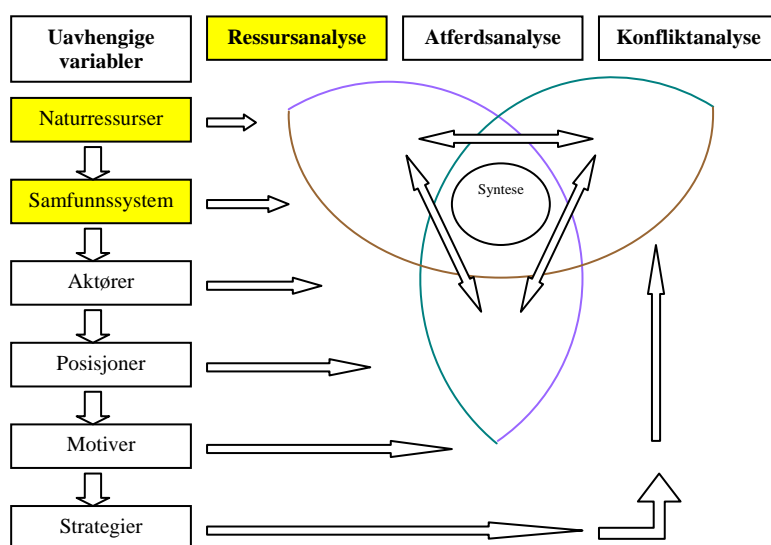 Uavhengige
variabler
Ressursanalyse
Atferdsanalyse
Konfliktanalyse
Naturressurser
Samfunnssystem
Syntese
Aktører
Posisjoner
Motiver
Strategier